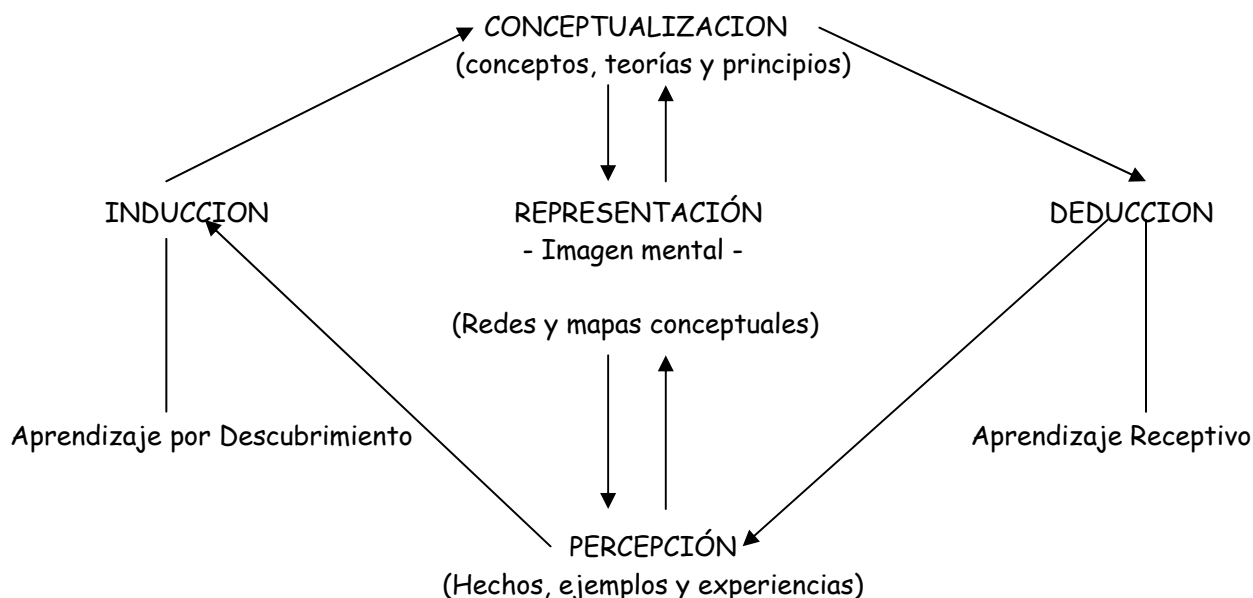 CONCEPTUALIZACION
(conceptos, teorías y principios)
INDUCCION
REPRESENTACIÓN
DEDUCCION
- Imagen mental -
(Redes y mapas conceptuales)
Aprendizaje por Descubrimiento
Aprendizaje Receptivo
PERCEPCIÓN
(Hechos, ejemplos y experiencias)